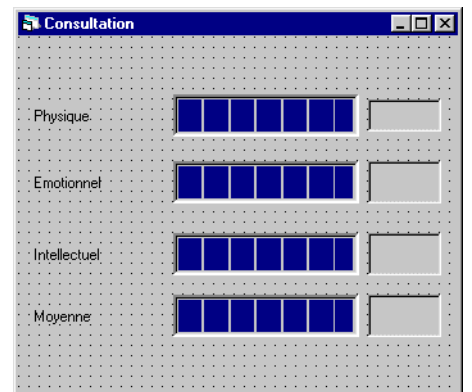 Consultation
Physique
Emotionnel
Intellectuel
Moyenne